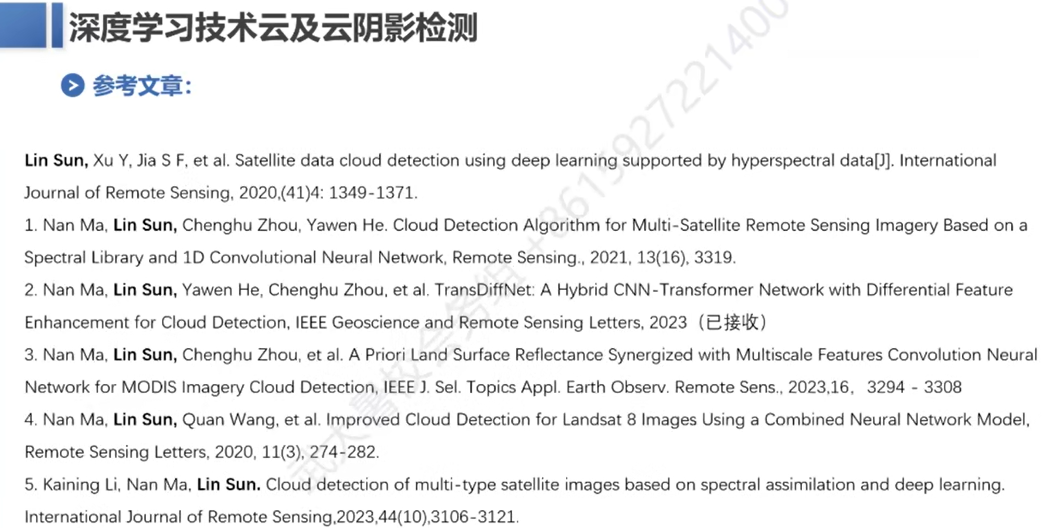 深度学习技术云及云阴影检测
参考文章：
Lin Sun, Xu Y, Jia S F, et al. Satellite data cloud detection using deep learning supported by hyperspectral data[J]. International
Journal of Remote Sensing, 2020,(41)4: 1349-1371.
1. Nan Ma, Lin Sun, Chenghu Zhou, Yawen He. Cloud Detection Algorithm for Multi-Satellite Remote Sensing Imagery Based on a
Spectral Library and 1D Convolutional Neural Network, Remote Sensing., 2021, 13(16), 3319.
2. Nan Ma, Lin Sun, Yawen He, Chenghu Zhou, et al. TransDiffNet: A Hybrid CNN-Transformer Network with Differential Feature
Enhancement for Cloud Detection, IEEE Geoscience and Remote Sensing Letters, 2023（已接收）
3. Nan Ma, Lin Sun, Chenghu Zhou, et al. A Priori Land Surface Reflectance Synergized with Multiscale Features Convolution Neural
Network for MODIS Imagery Cloud Detection, IEEE J. Sel. Topics Appl. Earth Observ. Remote Sens., 2023,16，3294 - 3308
4. Nan Ma, Lin Sun, Quan Wang, et al. Improved Cloud Detection for Landsat 8 Images Using a Combined Neural Network Model,
Remote Sensing Letters, 2020, 11(3), 274-282.
5. Kaining Li, Nan Ma, Lin Sun. Cloud detection of multi-type satellite images based on spectral assimilation and deep learning.
International Journal of Remote Sensing,2023,44(10),3106-3121.
武大暑校会务组 +8615927221400